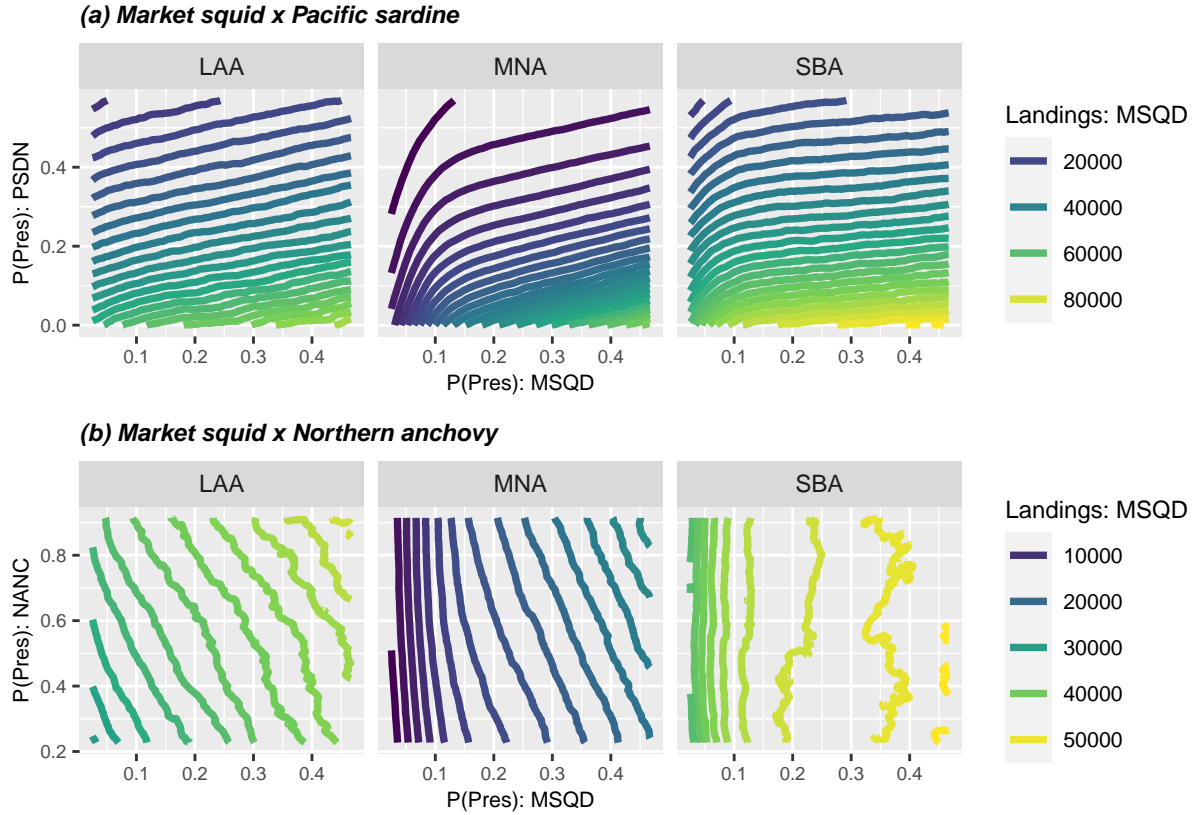 (a) Market squid x Pacific sardine
LAA MNA SBA
P(Pres): PSDN
0.4
0.2
0.0
0.1 0.2 0.3 0.4 0.1 0.2 0.3 0.4 0.1 0.2 0.3 0.4
P(Pres): MSQD
Landings: MSQD
20000
40000
60000
80000
(b) Market squid x Northern anchovy
LAA MNA SBA
P(Pres): NANC
0.8
0.6
0.4
0.2
0.1 0.2 0.3 0.4 0.1 0.2 0.3 0.4 0.1 0.2 0.3 0.4
P(Pres): MSQD
Landings: MSQD
10000
20000
30000
40000
50000